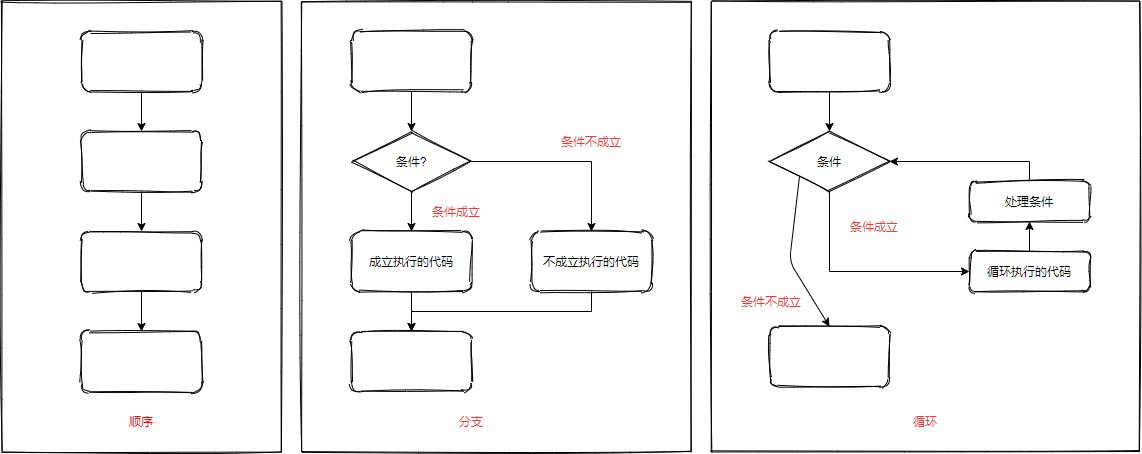 顺序
条件?
条件不成立
条件成立
成立执行的代码
不成立执行的代码
分支
条件
处理条件
条件成立
循环执行的代码
条件不成立
循环